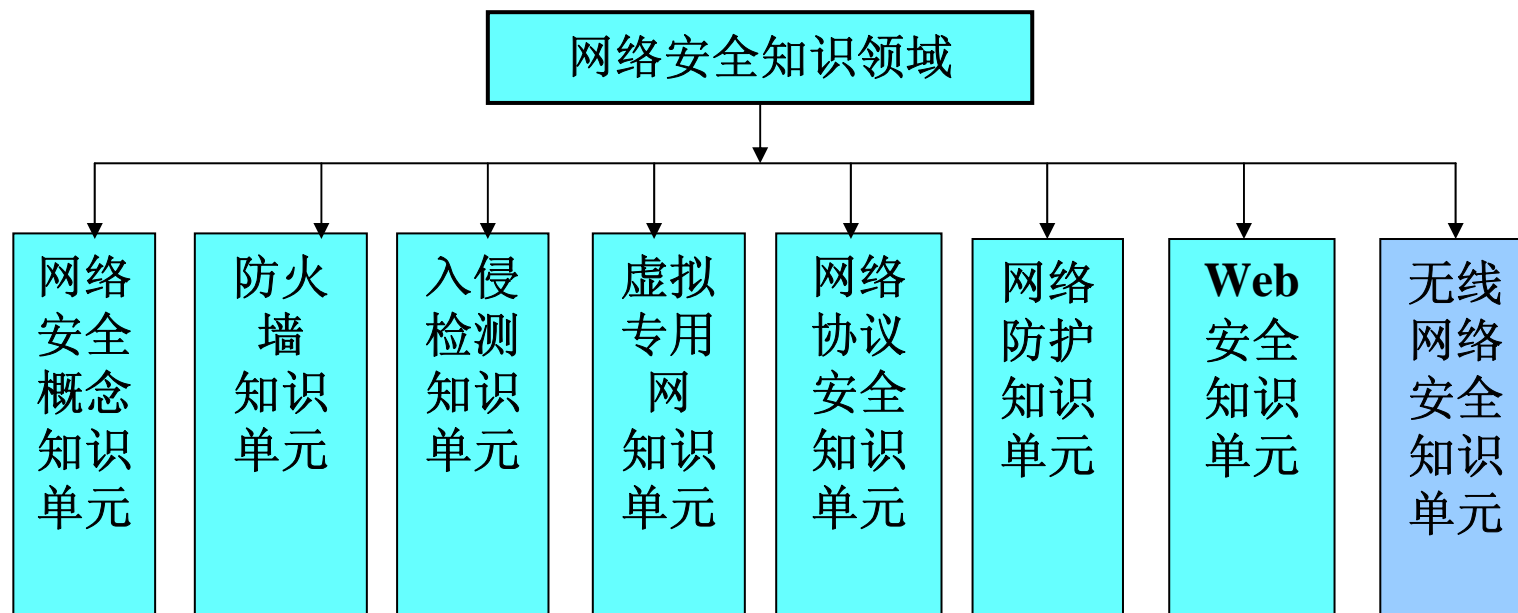 网络安全知识领域
网络
安全
概念
知识
单元
防火
墙
知识
单元
入侵
检测
知识
单元
虚拟
专用
网
知识
单元
网络
协议
安全
知识
单元
网络
防护
知识
单元
Web
安全
知识
单元
无线
网络
安全
知识
单元